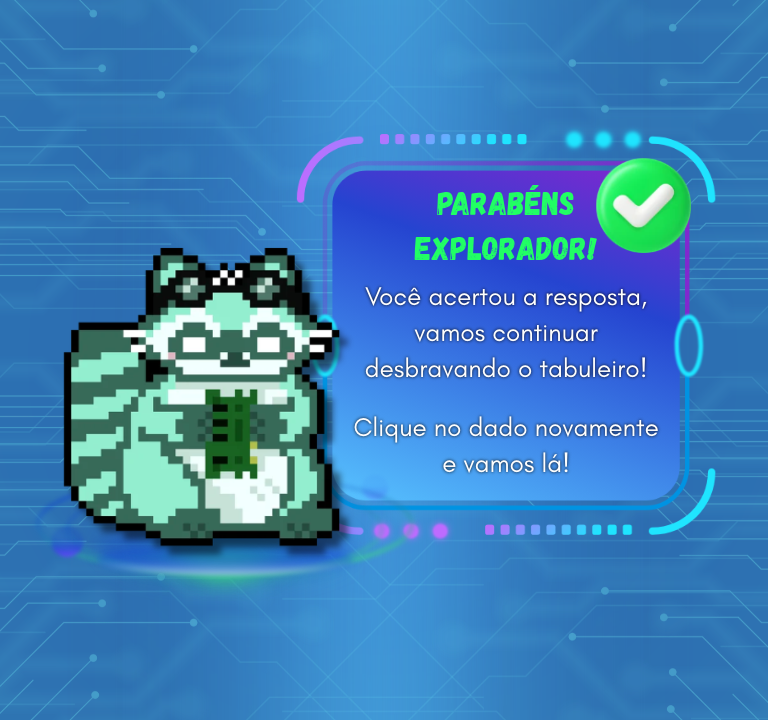 PARABÉNS
EXPLORADOR!
Você acertou a resposta,
vamos continuar
desbravando o tabuleiro!
Clique no dado novamente
e vamos lá!